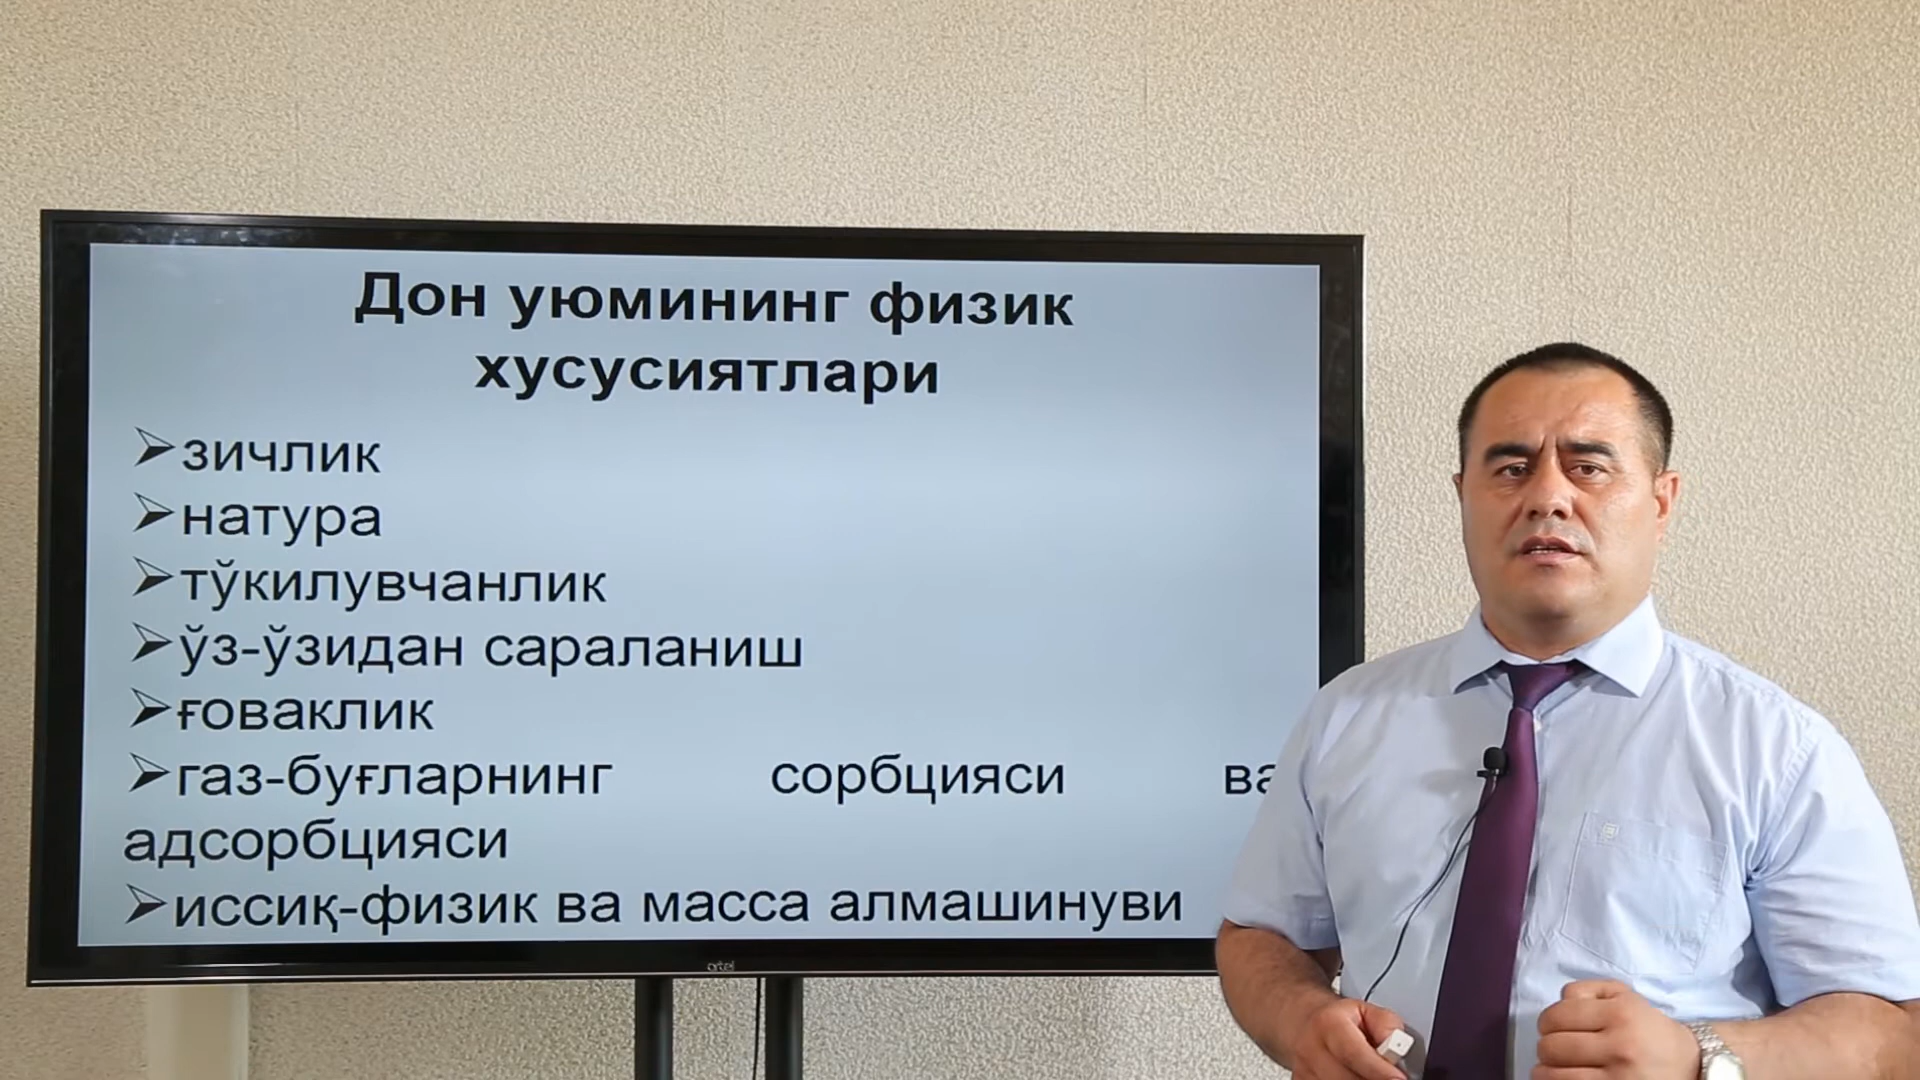 Дон уюмининг физик
хусусиятлари
➢зичлик
➢натура
➢тўкилувчанлик
➢ўз-ўзидан сараланиш
➢ғоваклик
➢газ-буғларнинг сорбцияси ва
адсорбцияси
➢иссиқ-физик ва масса алмашинуви
artel